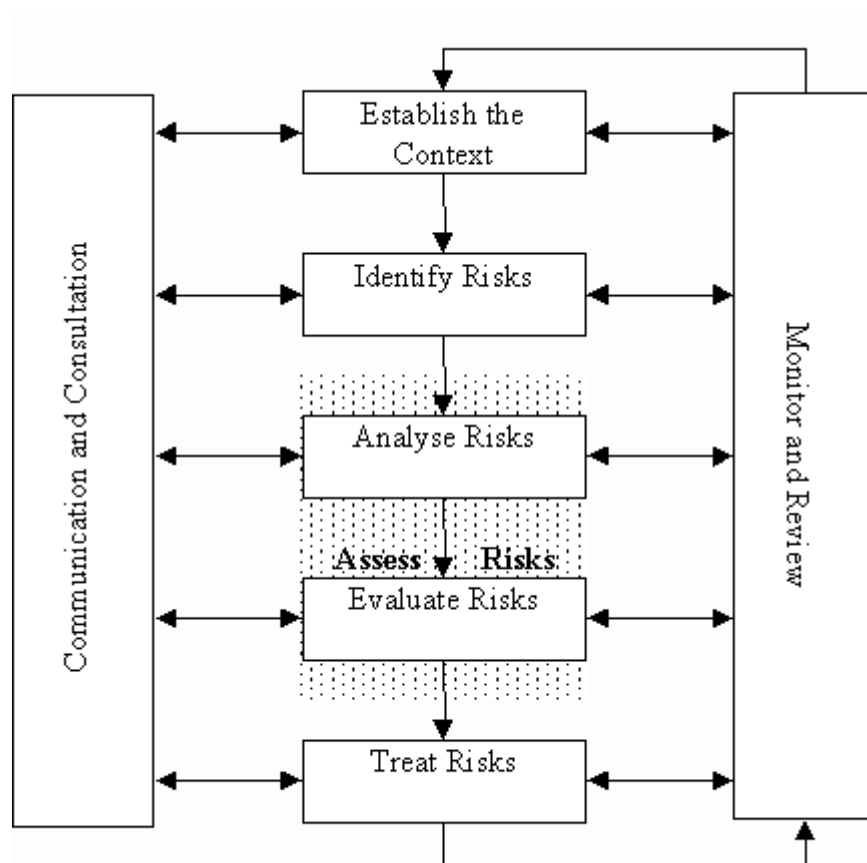 Establish the
Context
Identify Risks
Analyse Risks
Assess Risks
Evaluate Risks
Treat Risks
Communication and Consultation
Monitor and Review